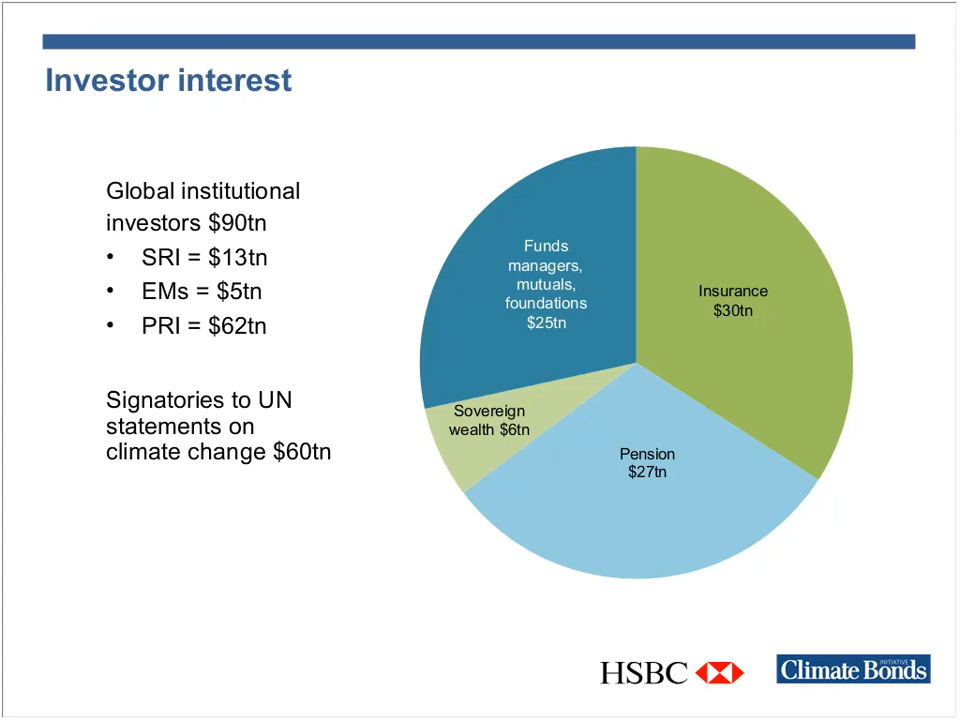 Investor interest
Global institutional
investors $90tn
• SRI = $13tn
• EMs = $5tn
• PRI = $62tn
Signatories to UN
statements on
climate change $60tn
Funds
managers,
mutuals,
foundations
$25tn
Insurance
$30tn
Sovereign
wealth $6tn
Pension
$27tn
HSBC
INITIATIVE
Climate Bonds